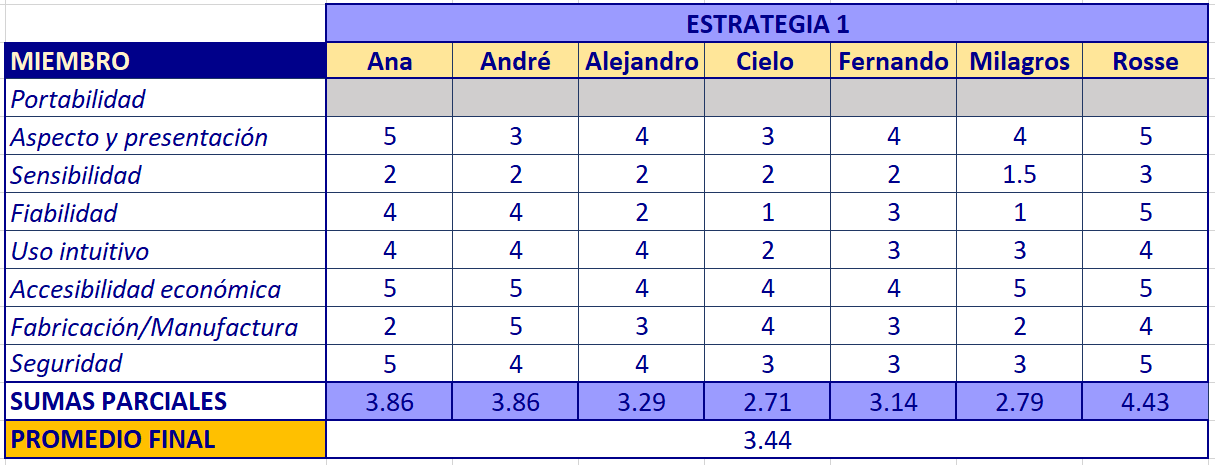 ESTRATEGIA 1
MIEMBRO Ana André Alejandro Cielo Fernando Milagros Rosse
Portabilidad
Aspecto y presentación 5 3 4 3 4 4 5
Sensibilidad 2 2 2 2 2 1.5 3
Fiabilidad 4 4 2 1 3 1 5
Uso intuitivo 4 4 4 2 3 3 4
Accesibilidad económica 5 5 4 4 4 5 5
Fabricación/Manufactura 2 5 3 4 3 2 4
Seguridad 5 4 4 3 3 3 5
SUMAS PARCIALES 3.86 3.86 3.29 2.71 3.14 2.79 4.43
PROMEDIO FINAL 3.44